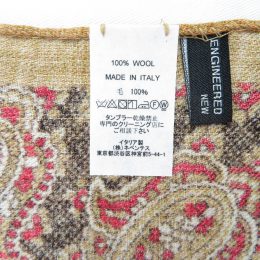 100% WOOL
MADE IN ITALY
毛 100%
タンブラー乾燥禁止
専門のクリーニング店に
ご相談下さい
イタリア製
(株)ネペンテス
東京都渋谷区神宮前5-44-1
ENGINEERED
NEW